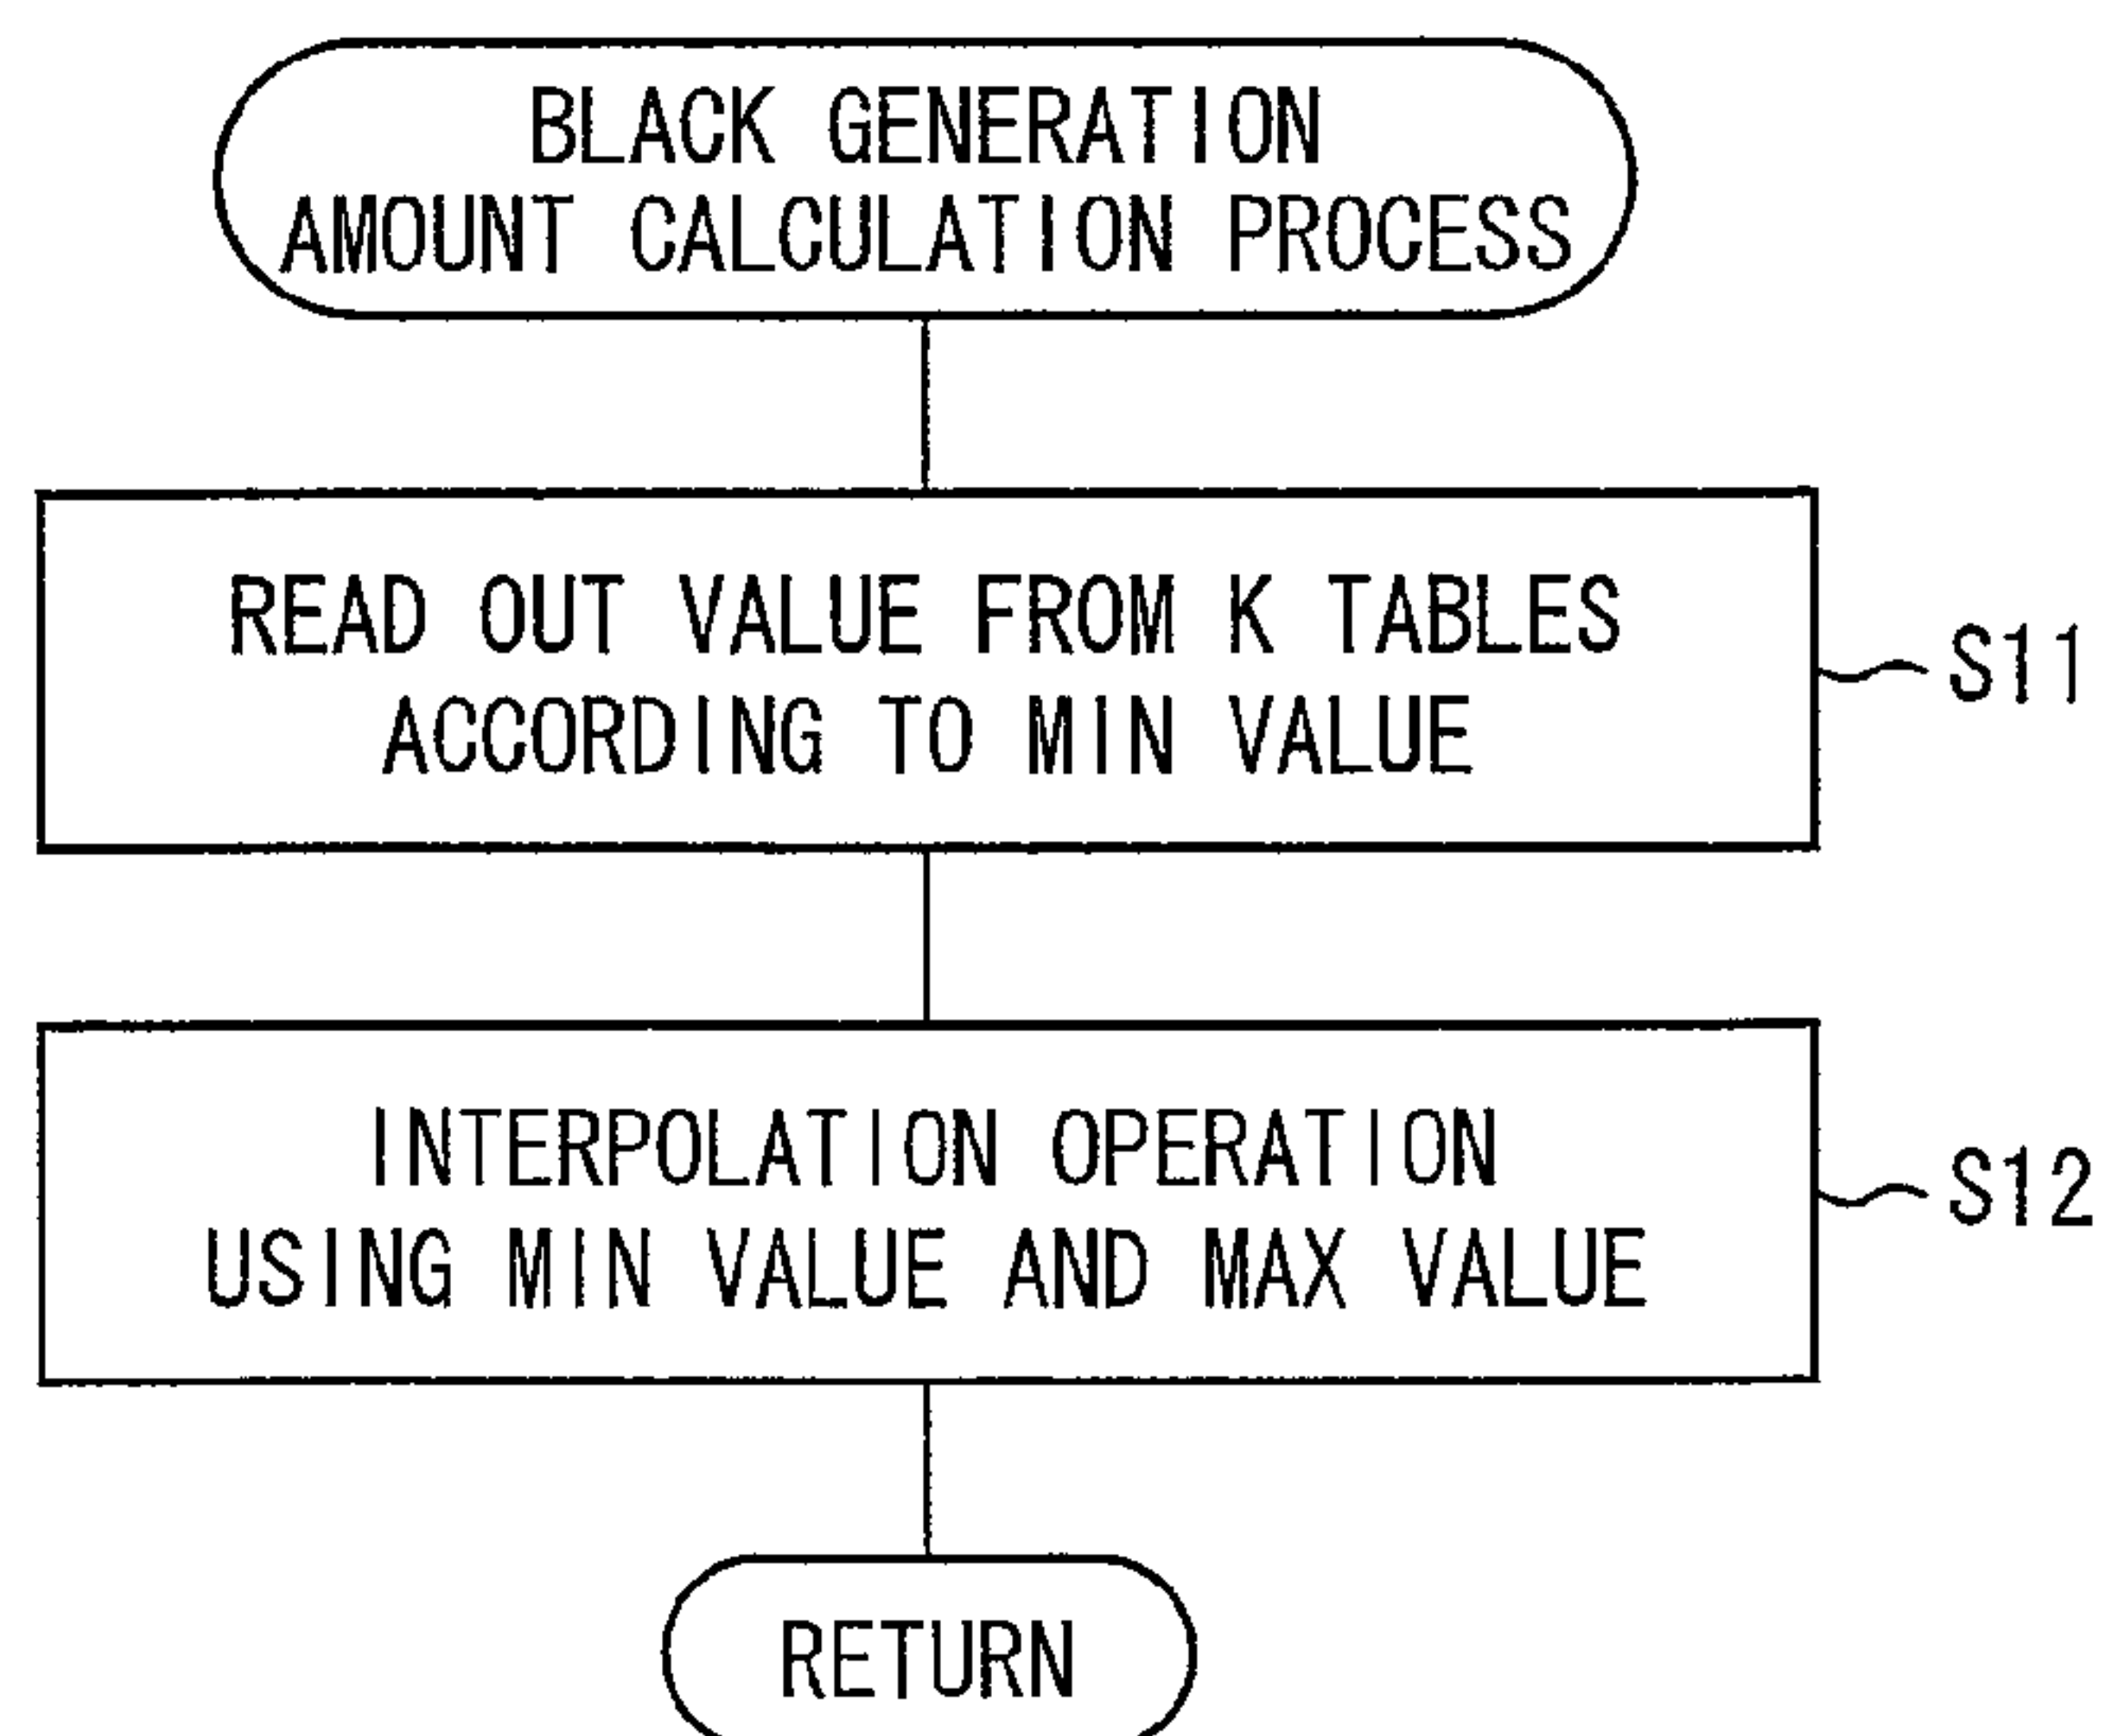 BLACK GENERATION
AMOUNT CALCULATION PROCESS
READ OUT VALUE FROM K TABLES
ACCORDING TO MIN VALUE
S11
INTERPOLATION OPERATION
USING MIN VALUE AND MAX VALUE
S12
RETURN